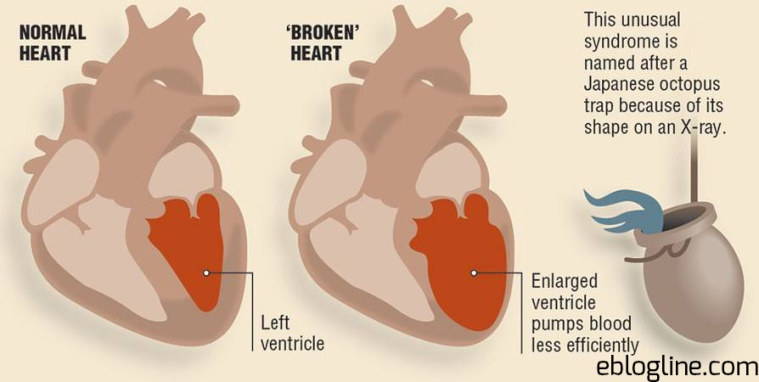 NORMAL
HEART
'BROKEN'
HEART
This unusual
syndrome is
named after a
Japanese octopus
trap because of its
shape on an X-ray.
Left
ventricle
Enlarged
ventricle
pumps blood
less efficiently
eblogline.com